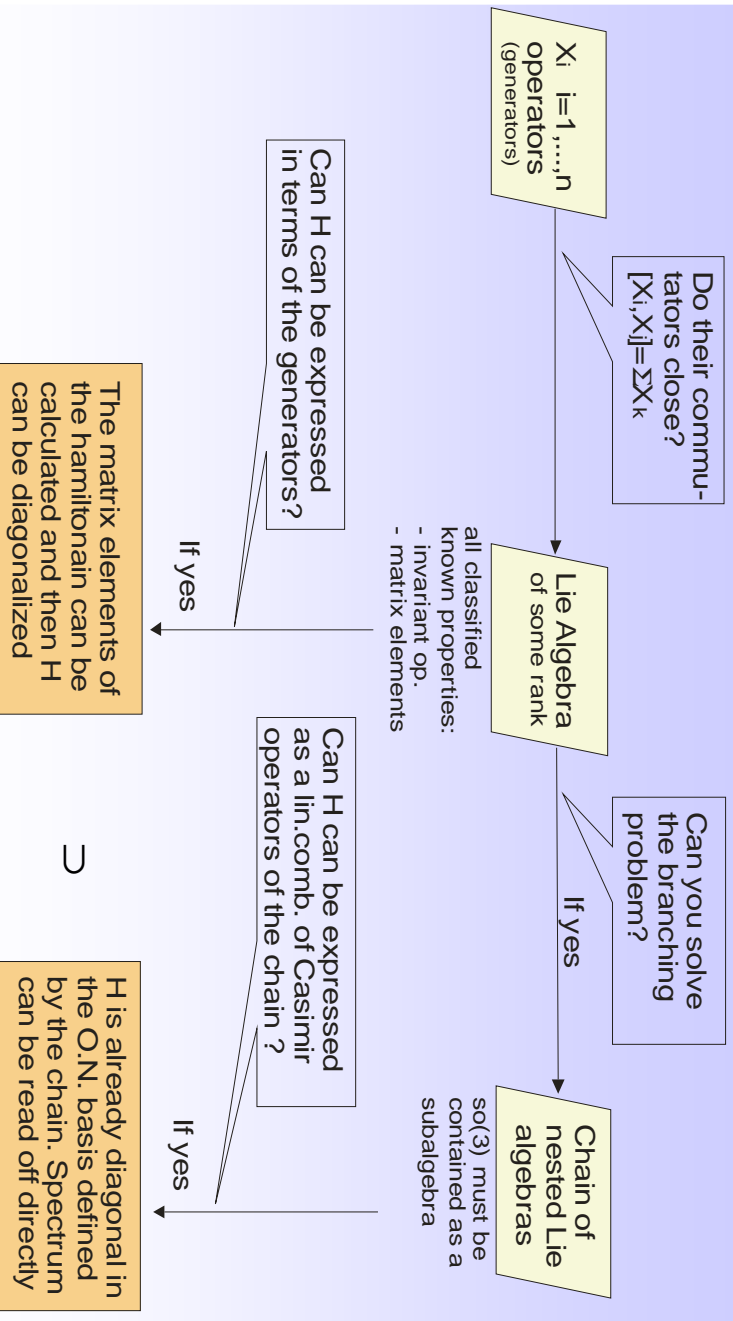 Xi i=1,...,n
operators
(generators)
Do their commu-
tators close?
[Xi,Xj]=ΣXk
Lie Algebra
of some rank
all classified
known properties:
- invariant op.
- matrix elements
Can you solve
the branching
problem?
If yes
Chain of
nested Lie
algebras
so(3) must be
contained as a
subalgebra
Can H can be expressed
in terms of the generators?
If yes
The matrix elements of
the hamiltonain can be
calculated and then H
can be diagonalized
Can H can be expressed
as a lin.comb. of Casimir
operators of the chain ?
If yes
⊃
H is already diagonal in
the O.N. basis defined
by the chain. Spectrum
can be read off directly